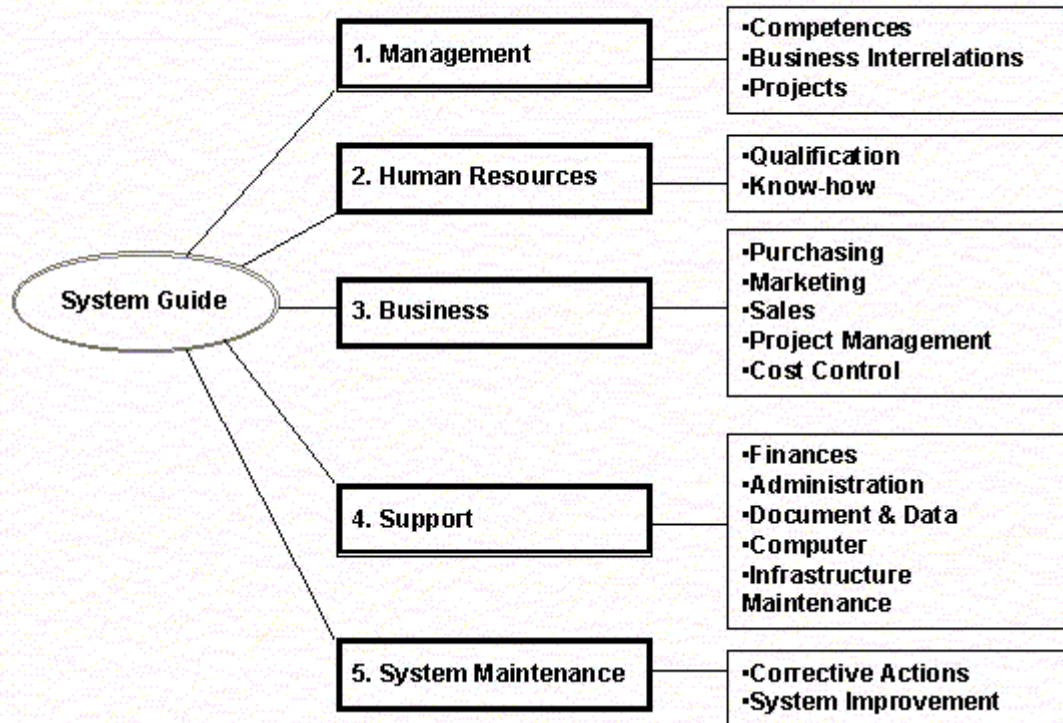 System Guide
1. Management
•Competences
•Business Interrelations
•Projects
2. Human Resources
•Qualification
•Know-how
3. Business
•Purchasing
•Marketing
•Sales
•Project Management
•Cost Control
4. Support
•Finances
•Administration
•Document & Data
•Computer
•Infrastructure
Maintenance
5. System Maintenance
•Corrective Actions
•System Improvement